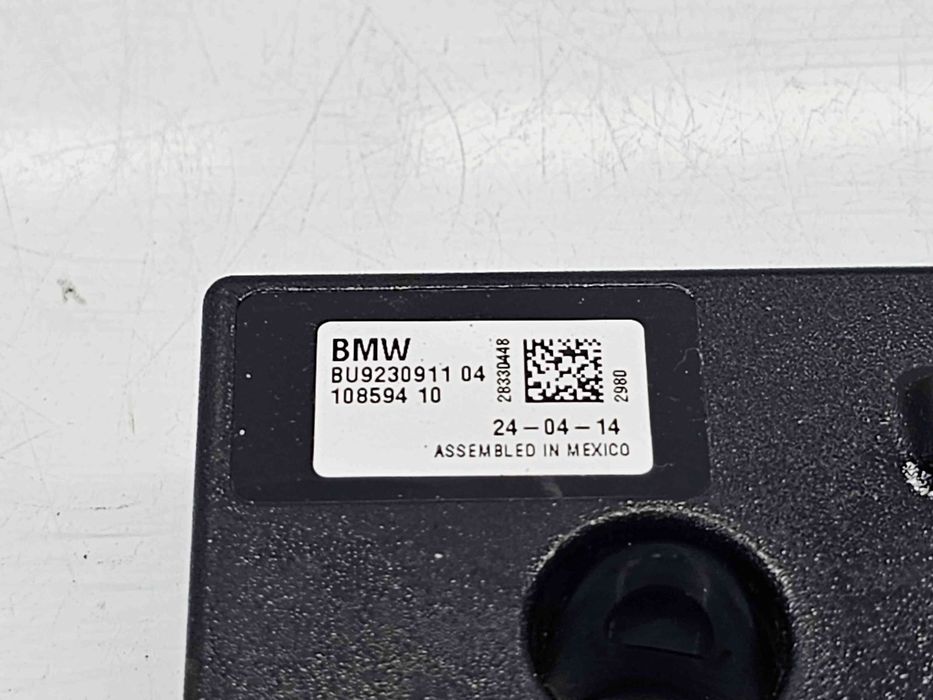 BMW
BU9230911 04
108594 10
28330448
2980
24-04-14
ASSEMBLED IN MEXICO